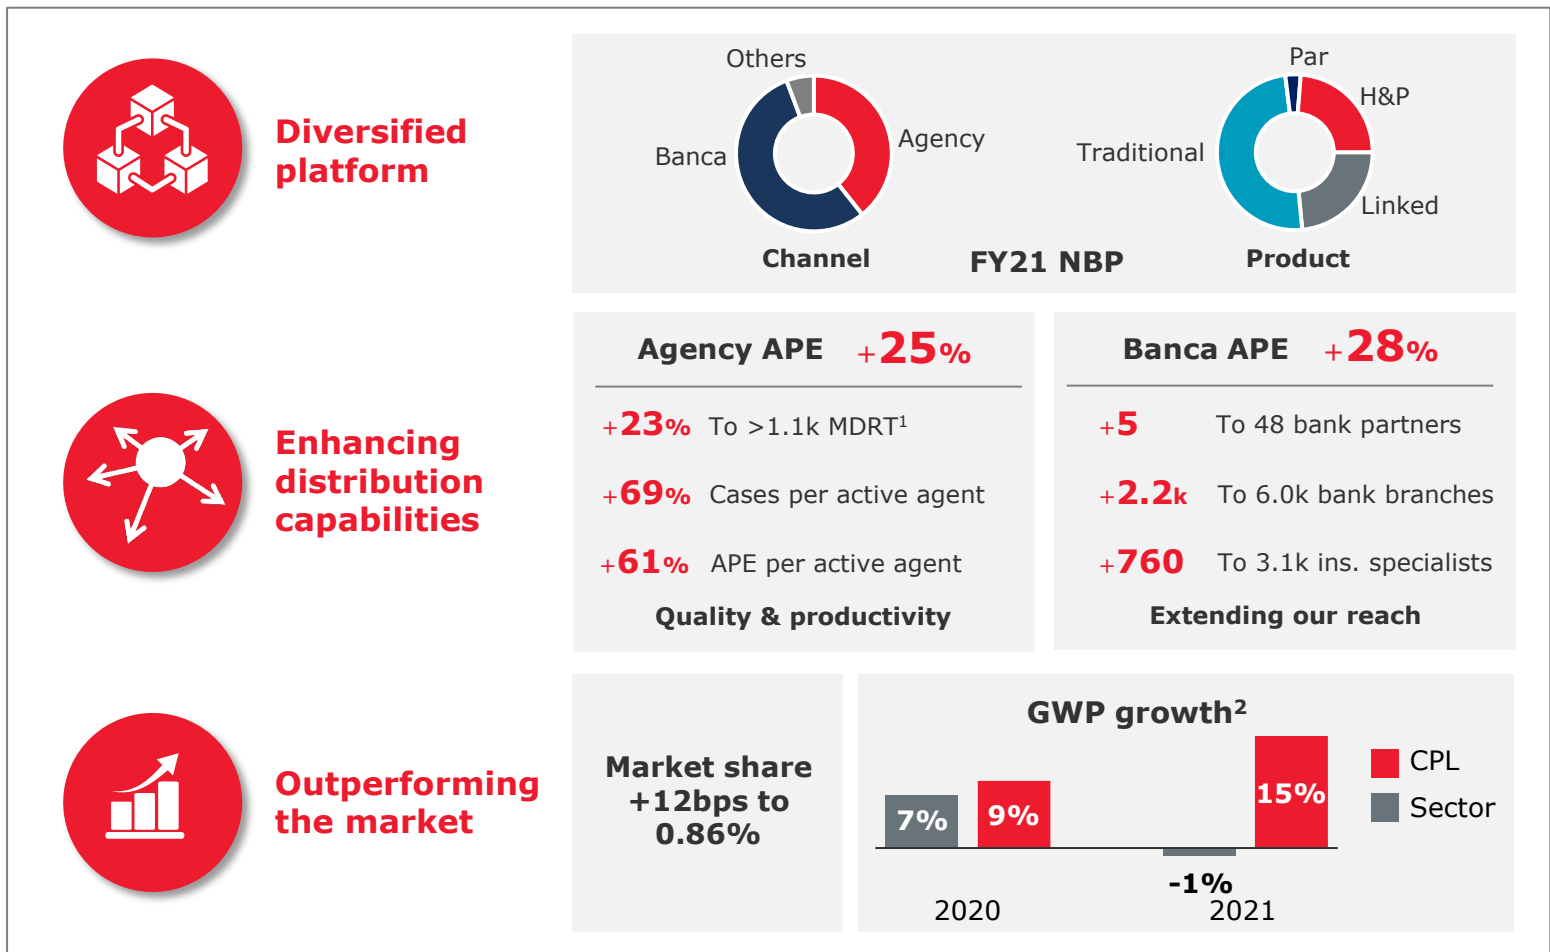 Diversified
platform
Others
Banca
Agency
Channel
FY21 NBP
Par
H&P
Traditional
Linked
Product
Enhancing
distribution
capabilities
Agency APE +25%
+23% To >1.1k MDRT¹
+69% Cases per active agent
+61% APE per active agent
Quality & productivity
Banca APE +28%
+5 To 48 bank partners
+2.2k To 6.0k bank branches
+760 To 3.1k ins. specialists
Extending our reach
Outperforming
the market
Market share
+12bps to
0.86%
GWP growth²
7%
9%
-1%
15%
2020
2021
CPL
Sector